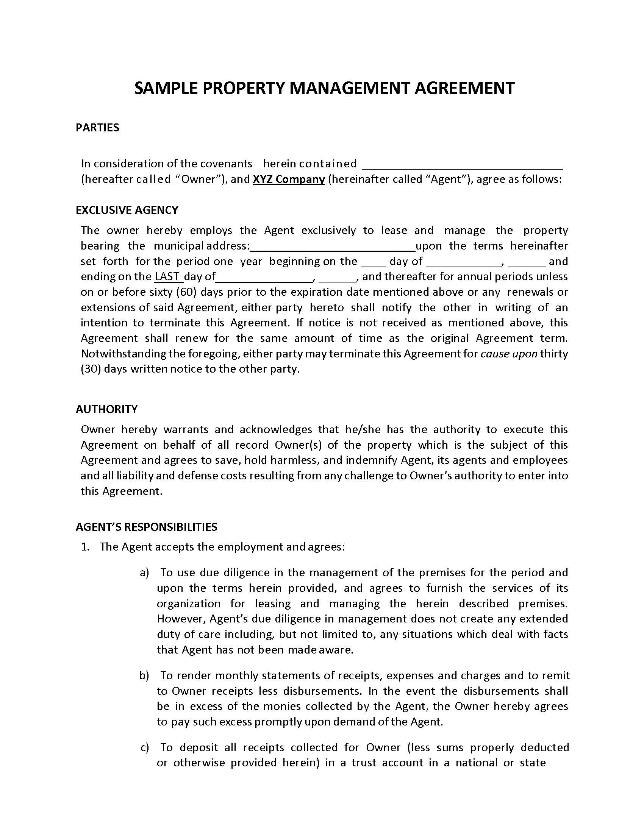 SAMPLE PROPERTY MANAGEMENT AGREEMENT
PARTIES
In consideration of the covenants herein contained ________________________________
(hereafter called “Owner”), and XYZ Company (hereinafter called “Agent”), agree as follows:
EXCLUSIVE AGENCY
The owner hereby employs the Agent exclusively to lease and manage the property
bearing the municipal address:___________________________upon the terms hereinafter
set forth for the period one year beginning on the ____ day of ____________, ______ and
ending on the LAST day of________________, ______, and thereafter for annual periods unless
on or before sixty (60) days prior to the expiration date mentioned above or any renewals or
extensions of said Agreement, either party hereto shall notify the other in writing of an
intention to terminate this Agreement. If notice is not received as mentioned above, this
Agreement shall renew for the same amount of time as the original Agreement term.
Notwithstanding the foregoing, either party may terminate this Agreement for cause upon thirty
(30) days written notice to the other party.
AUTHORITY
Owner hereby warrants and acknowledges that he/she has the authority to execute this
Agreement on behalf of all record Owner(s) of the property which is the subject of this
Agreement and agrees to save, hold harmless, and indemnify Agent, its agents and employees
and all liability and defense costs resulting from any challenge to Owner’s authority to enter into
this Agreement.
AGENT’S RESPONSIBILITIES
1. The Agent accepts the employment and agrees:
a) To use due diligence in the management of the premises for the period and
upon the terms herein provided, and agrees to furnish the services of its
organization for leasing and managing the herein described premises.
However, Agent’s due diligence in management does not create any extended
duty of care including, but not limited to, any situations which deal with facts
that Agent has not been made aware.
b) To render monthly statements of receipts, expenses and charges and to remit
to Owner receipts less disbursements. In the event the disbursements shall
be in excess of the monies collected by the Agent, the Owner hereby agrees
to pay such excess promptly upon demand of the Agent.
c) To deposit all receipts collected for Owner (less sums properly deducted
or otherwise provided herein) in a trust account in a national or state